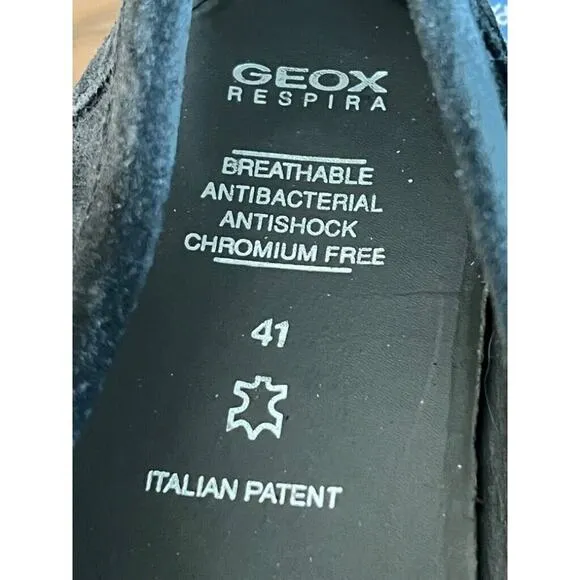 GEOX
RESPIRA
BREATHABLE
ANTIBACTERIAL
ANTISHOCK
CHROMIUM FREE
41
ITALIAN PATENT